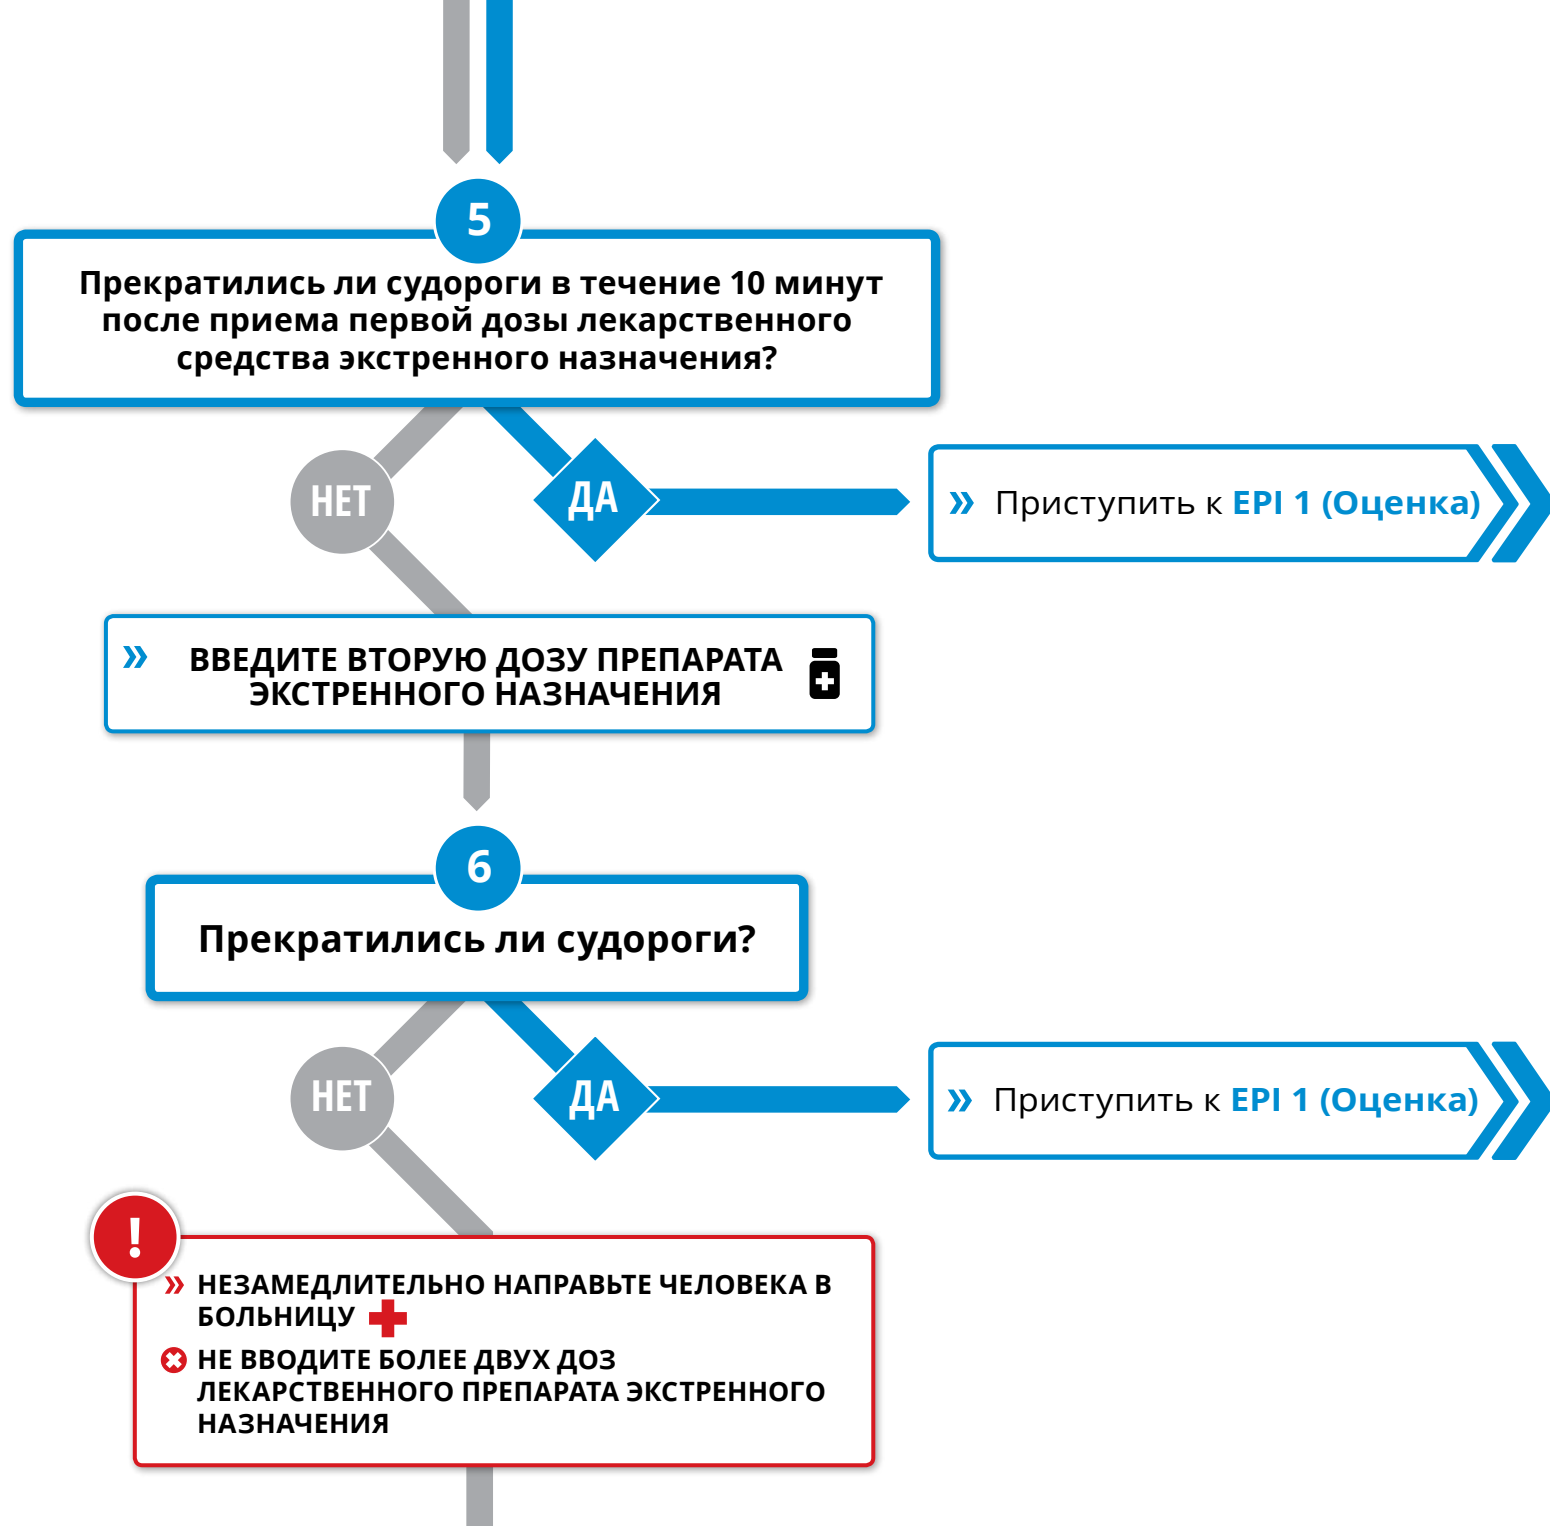 5
Прекратились ли судороги в течение 10 минут
после приема первой дозы лекарственного
средства экстренного назначения?
НЕТ
ДА
» Приступить к EPI 1 (Оценка)
» ВВЕДИТЕ ВТОРУЮ ДОЗУ ПРЕПАРАТА
ЭКСТРЕННОГО НАЗНАЧЕНИЯ
6
Прекратились ли судороги?
НЕТ
ДА
» Приступить к EPI 1 (Оценка)
!
» НЕЗАМЕДЛИТЕЛЬНО НАПРАВЬТЕ ЧЕЛОВЕКА В
БОЛЬНИЦУ
НЕ ВВОДИТЕ БОЛЕЕ ДВУХ ДОЗ
ЛЕКАРСТВЕННОГО ПРЕПАРАТА ЭКСТРЕННОГО
НАЗНАЧЕНИЯ